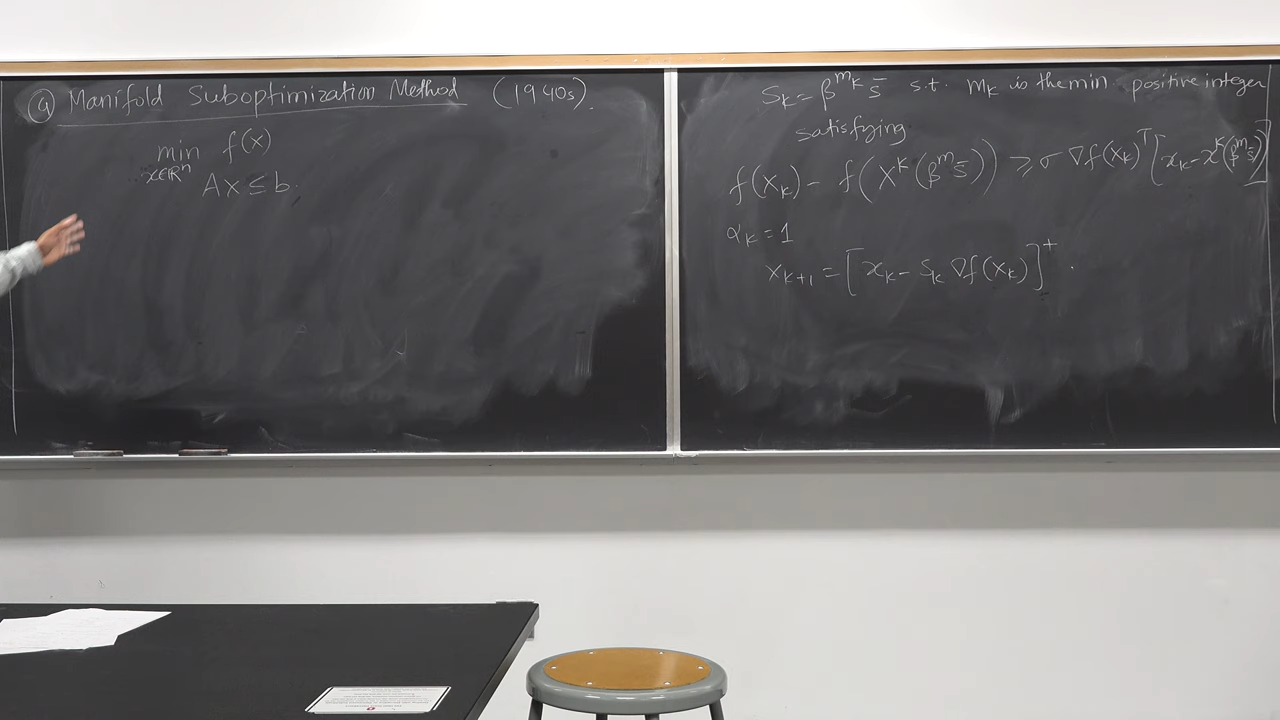 ④ Manifold Suboptimization Method (1940s).
min f(x)
x∈ℝⁿ
Ax ≤ b.
S_k = β^{m_k} s̄ s.t. m_k is the min positive integer
satisfying
f(x_k) - f(x^k(β^m s̄)) ≥ σ ∇f(x_k)^T [x_k - x^k(β^m s̄)]
α_k = 1
x_{k+1} = [x_k - s_k ∇f(x_k)]^+.